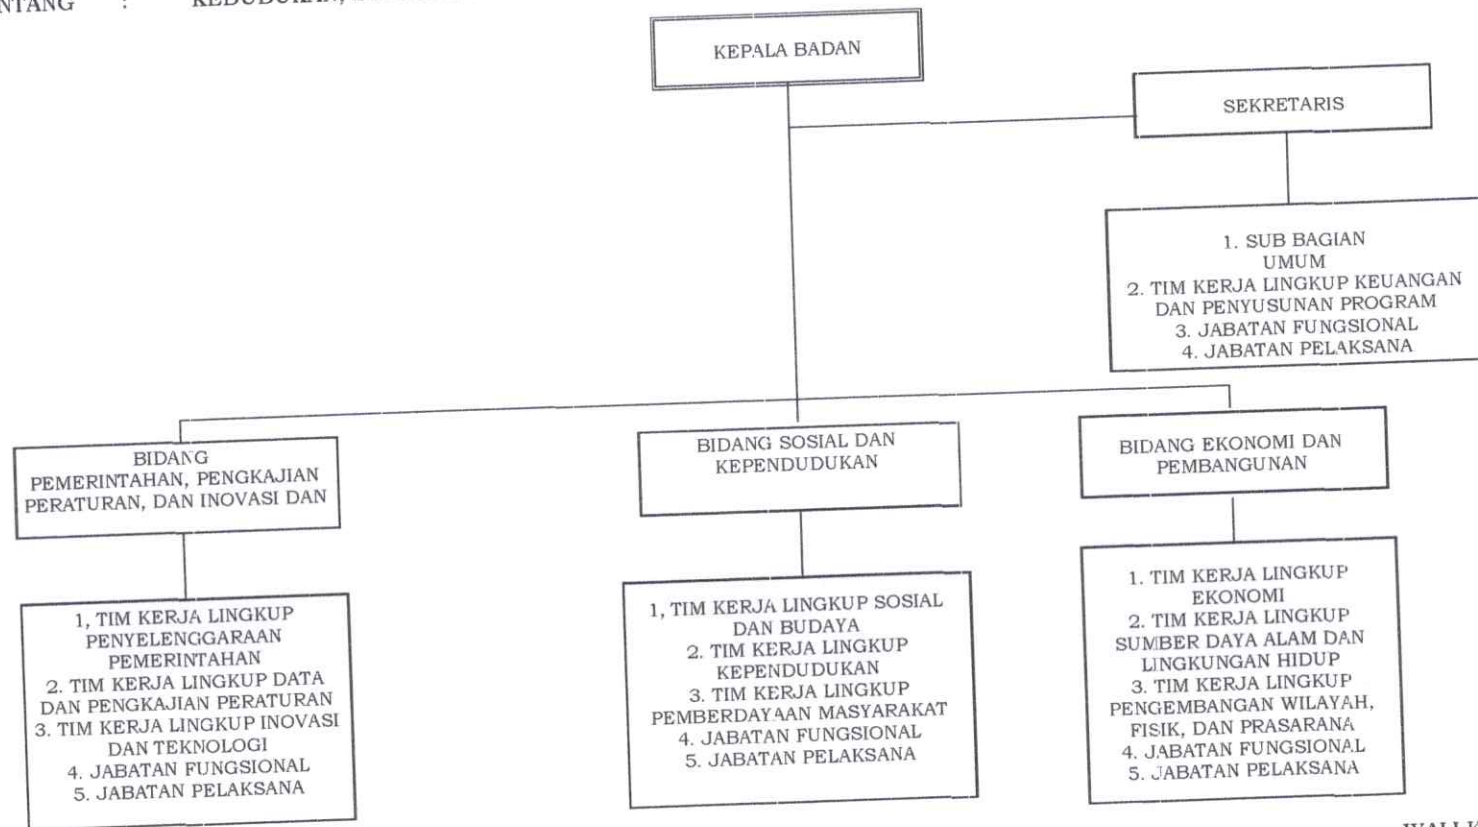 NTANG :
KEPALA BADAN
SEKRETARIS
1. SUB BAGIAN
UMUM
2. TIM KERJA LINGKUP KEUANGAN
DAN PENYUSUNAN PROGRAM
3. JABATAN FUNGSIONAL
4. JABATAN PELAKSANA
BIDANG
PEMERINTAHAN, PENGKAJIAN
PERATURAN, DAN INOVASI DAN
BIDANG SOSIAL DAN
KEPENDUDUKAN
BIDANG EKONOMI DAN
PEMBANGUNAN
1, TIM KERJA LINGKUP
PENYELENGGARAAN
PEMERINTAHAN
2. TIM KERJA LINGKUP DATA
DAN PENGKAJIAN PERATURAN
3. TIM KERJA LINGKUP INOVASI
DAN TEKNOLOGI
4. JABATAN FUNGSIONAL
5. JABATAN PELAKSANA
1, TIM KERJA LINGKUP SOSIAL
DAN BUDAYA
2. TIM KERJA LINGKUP
KEPENDUDUKAN
3. TIM KERJA LINGKUP
PEMBERDAYAAN MASYARAKAT
4. JABATAN FUNGSIONAL
5. JABATAN PELAKSANA
1. TIM KERJA LINGKUP
EKONOMI
2. TIM KERJA LINGKUP
SUMBER DAYA ALAM DAN
LINGKUNGAN HIDUP
3. TIM KERJA LINGKUP
PENGEMBANGAN WILAYAH,
FISIK, DAN PRASARANA
4. JABATAN FUNGSIONAL
5. JABATAN PELAKSANA